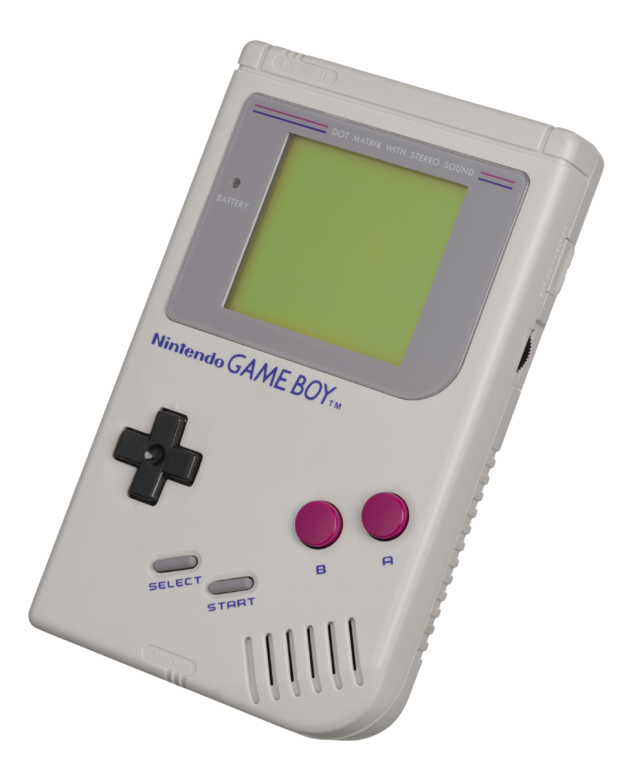 DOT MATRIX WITH STEREO SOUND
BATTERY
Nintendo GAME BOY™
B
A
SELECT
START